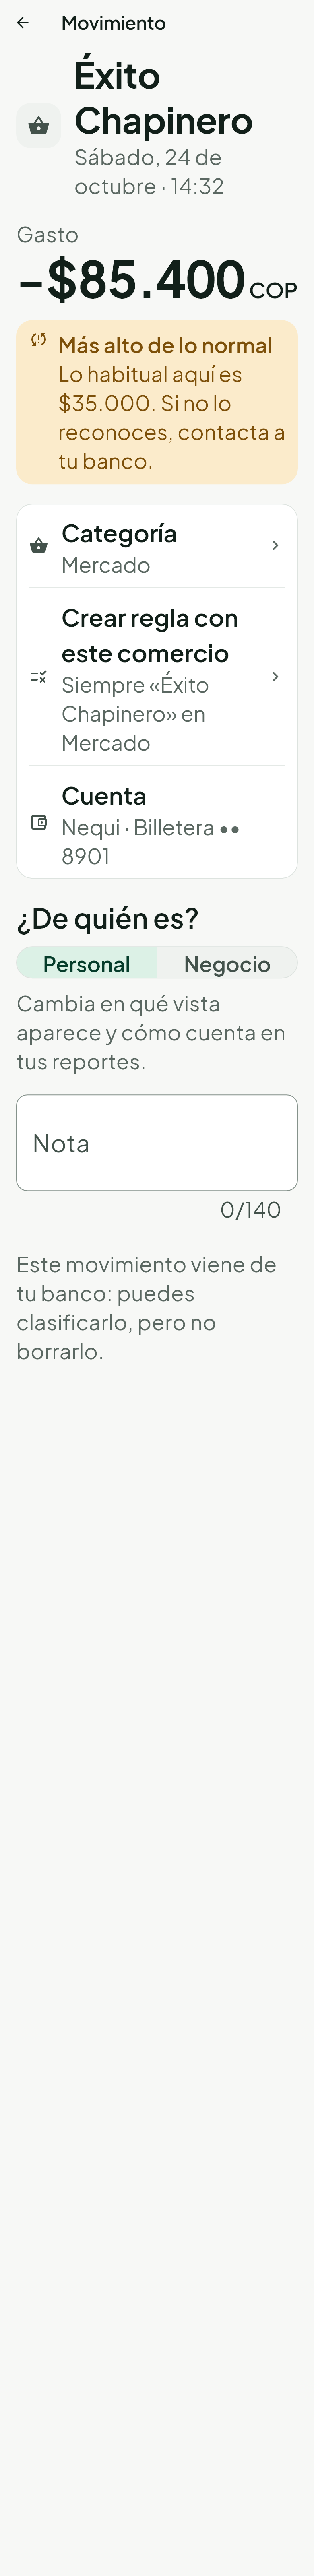 Movimiento
Éxito
Chapinero
Sábado, 24 de
octubre · 14:32
Gasto
−$85.400 COP
Más alto de lo normal
Lo habitual aquí es
$35.000. Si no lo
reconoces, contacta a
tu banco.
Categoría
Mercado
Crear regla con
este comercio
Siempre «Éxito
Chapinero» en
Mercado
Cuenta
Nequi · Billetera ••
8901
¿De quién es?
Personal
Negocio
Cambia en qué vista
aparece y cómo cuenta en
tus reportes.
Nota
0/140
Este movimiento viene de
tu banco: puedes
clasificarlo, pero no
borrarlo.